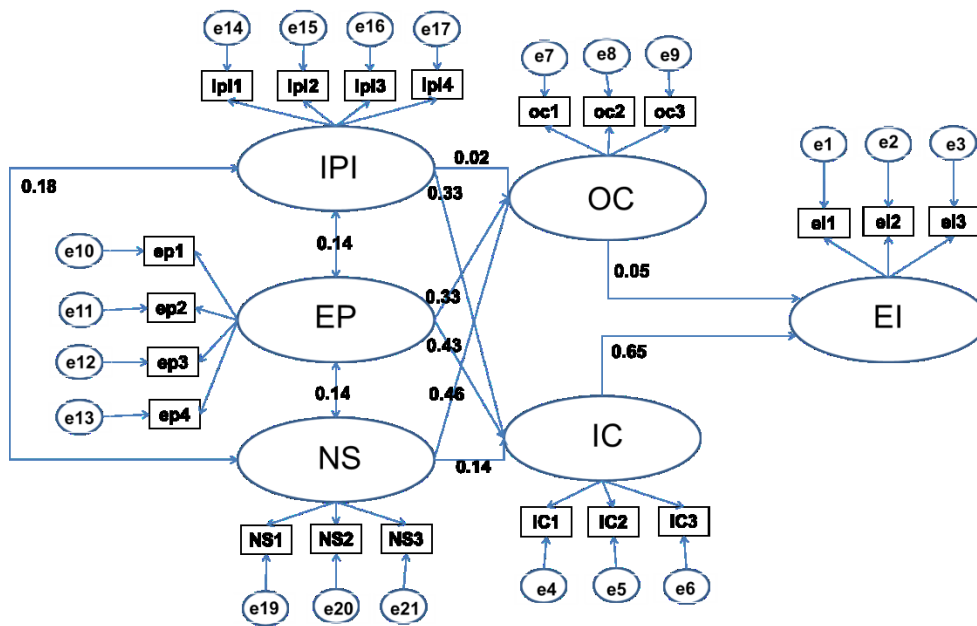 e14 e15 e16 e17
Ipi1 Ipi2 Ipi3 Ipi4
e7 e8 e9
oc1 oc2 oc3
IPI
0.02
0.18
0.33
OC
e1 e2 e3
ei1 ei2 ei3
e10 ep1
0.14
e11 ep2
0.33
EP
0.05
EI
e12 ep3
0.43
0.65
e13 ep4
0.14
0.46
NS
0.14
IC
NS1 NS2 NS3
IC1 IC2 IC3
e19 e20 e21
e4 e5 e6